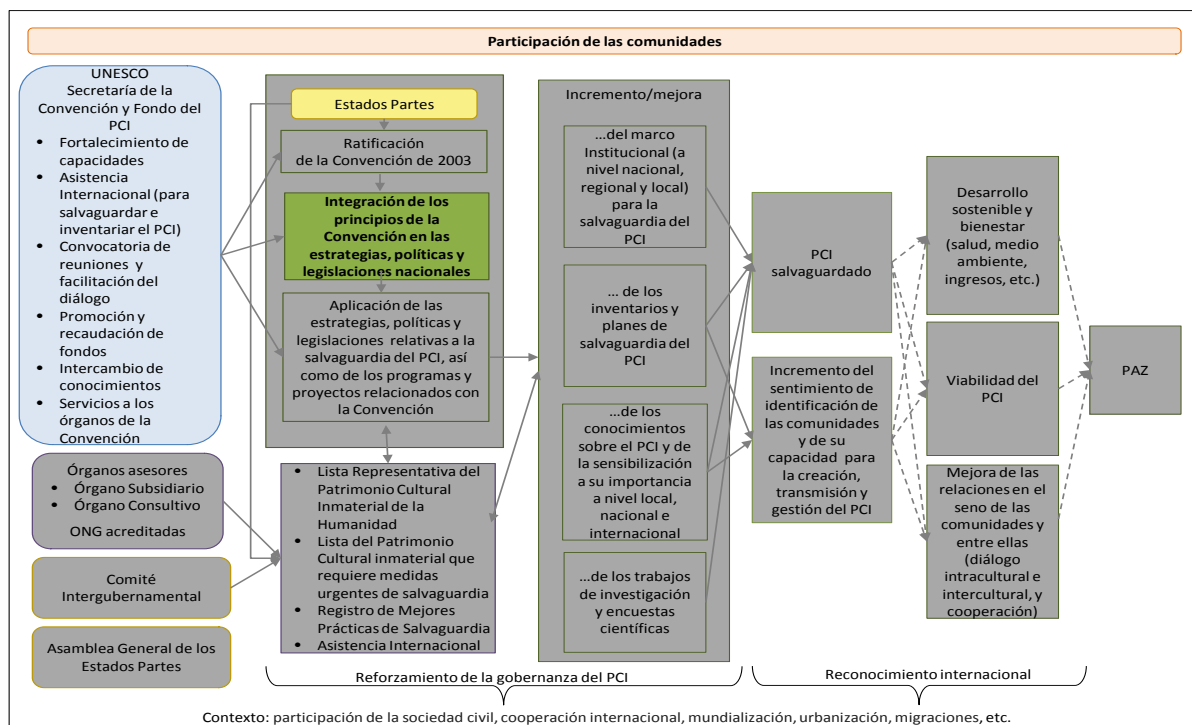 Participación de las comunidades
UNESCO
Secretaría de la
Convención y Fondo del
PCI
• Fortalecimiento de
capacidades
• Asistencia
Internacional (para
salvaguardar e
inventariar el PCI)
• Convocatoria de
reuniones y
facilitación del
diálogo
• Promoción y
recaudación de
fondos
• Intercambio de
conocimientos
• Servicios a los
órganos de la
Convención
Órganos asesores
• Órgano Subsidiario
• Órgano Consultivo
ONG acreditadas
Comité
Intergubernamental
Asamblea General de los
Estados Partes
Estados Partes
Ratificación
de la Convención de 2003
Integración de los
principios de la
Convención en las
estrategias, políticas y
legislaciones nacionales
Aplicación de las
estrategias, políticas y
legislaciones relativas a la
salvaguardia del PCI, así
como de los programas y
proyectos relacionados con
la Convención
• Lista Representativa del
Patrimonio Cultural
Inmaterial de la
Humanidad
• Lista del Patrimonio
Cultural inmaterial que
requiere medidas
urgentes de salvaguardia
• Registro de Mejores
Prácticas de Salvaguardia
• Asistencia Internacional
Incremento/mejora
...del marco
Institucional (a
nivel nacional,
regional y local)
para la
salvaguardia del
PCI
... de los
inventarios y
planes de
salvaguardia del
PCI
...de los
conocimientos
sobre el PCI y de
la sensibilización
a su importancia
a nivel local,
nacional e
internacional
...de los trabajos
de investigación
y encuestas
científicas
PCI
salvaguardado
Incremento del
sentimiento de
identificación de
las comunidades
y de su
capacidad para
la creación,
transmisión y
gestión del PCI
Desarrollo
sostenible y
bienestar
(salud, medio
ambiente,
ingresos, etc.)
Viabilidad del
PCI
Mejora de las
relaciones en el
seno de las
comunidades y
entre ellas
(diálogo
intracultural e
intercultural, y
cooperación)
PAZ
Reforzamiento de la gobernanza del PCI
Reconocimiento internacional
Contexto: participación de la sociedad civil, cooperación internacional, mundialización, urbanización, migraciones, etc.